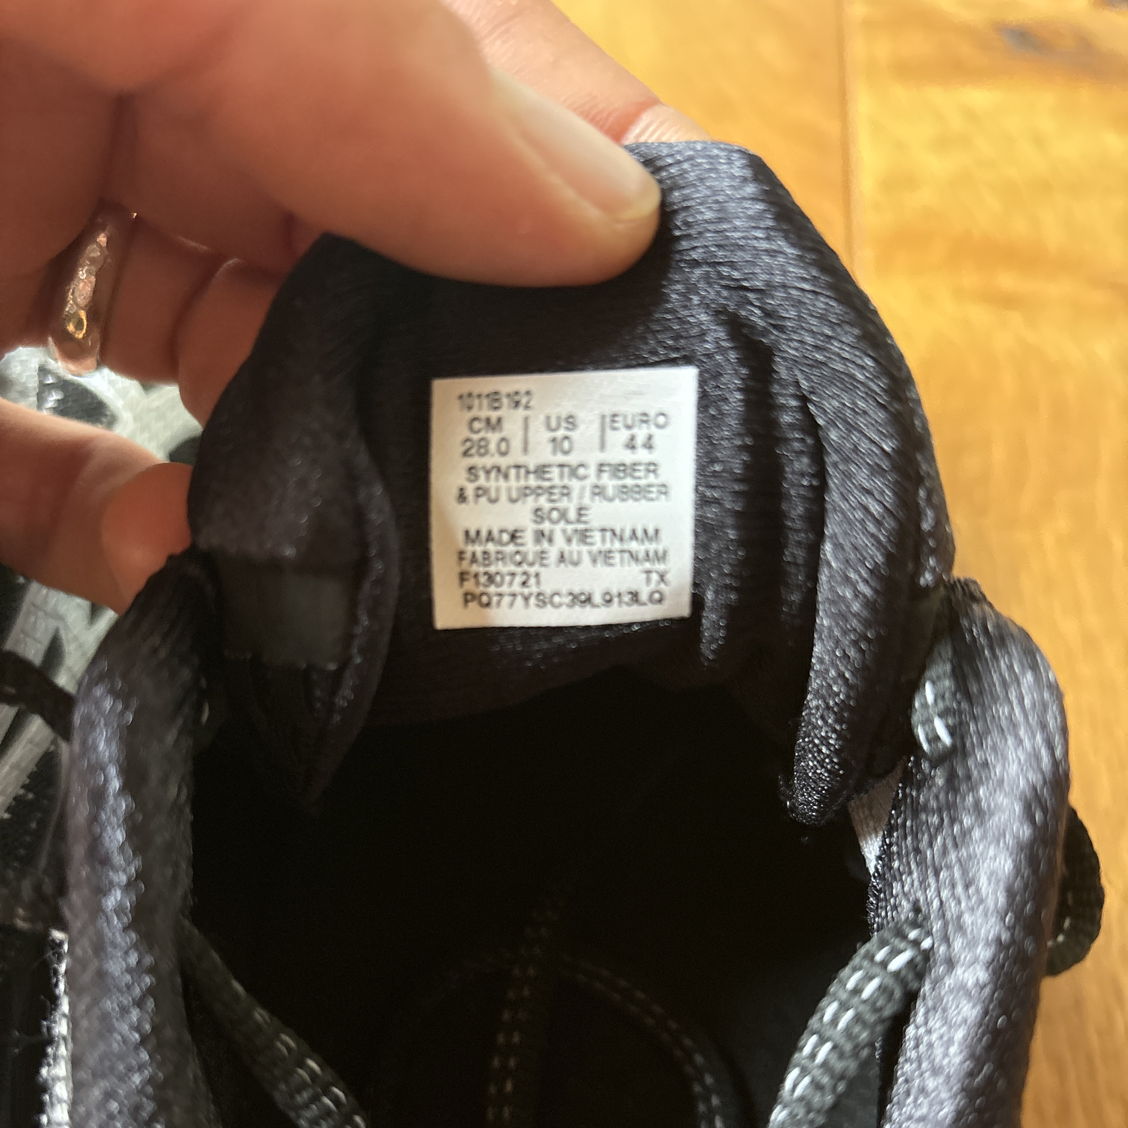 1011B192
CM | US | EURO
28.0 | 10 | 44
SYNTHETIC FIBER
& PU UPPER / RUBBER
SOLE
MADE IN VIETNAM
FABRIQUE AU VIETNAM
F130721 TX
PQ77YSC39L913LQ